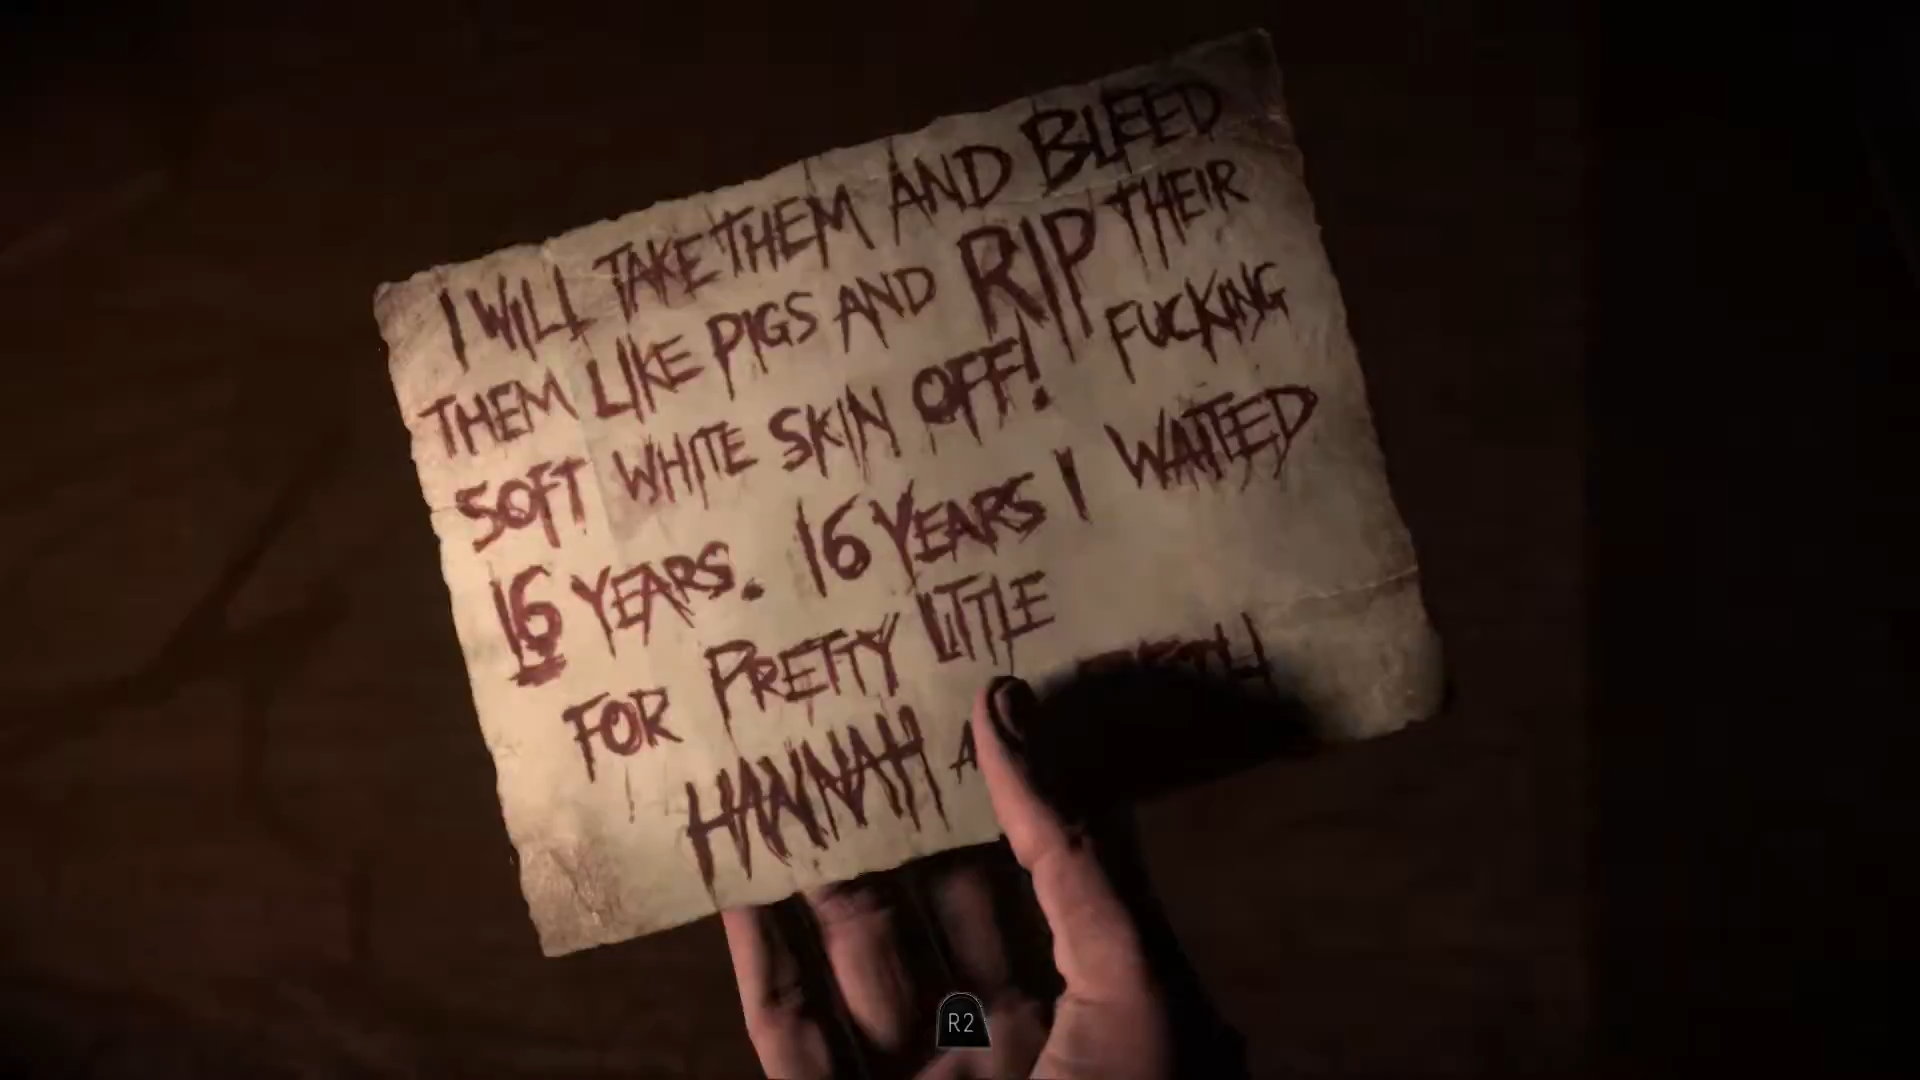 I WILL TAKE THEM AND BLEED
THEM LIKE PIGS AND RIP THEIR
SOFT WHITE SKIN OFF! FUCKING
16 YEARS. 16 YEARS I WAITED
FOR PRETTY LITTLE
HANNAH
R2